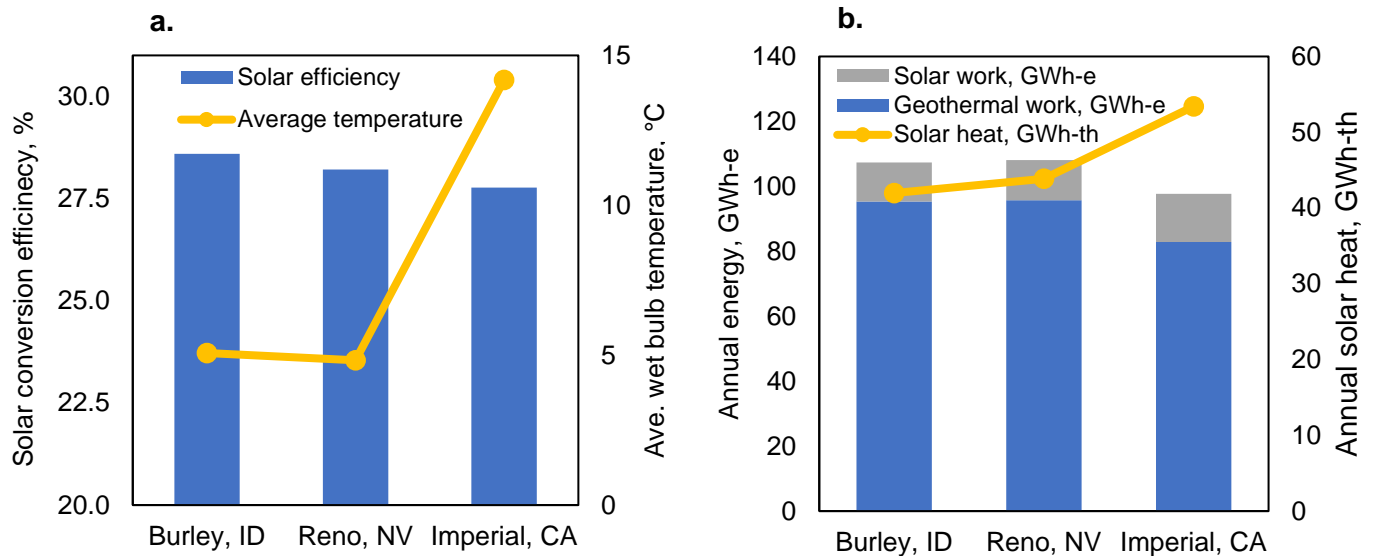 a.
Solar conversion efficinecy, %
30.0
27.5
25.0
22.5
20.0
Solar efficiency
Average temperature
15
10
5
0
Ave. wet bulb temperature, °C
Burley, ID Reno, NV Imperial, CA
b.
Annual energy, GWh-e
140
120
100
80
60
40
20
0
Solar work, GWh-e
Geothermal work, GWh-e
Solar heat, GWh-th
60
50
40
30
20
10
0
Annual solar heat, GWh-th
Burley, ID Reno, NV Imperial, CA